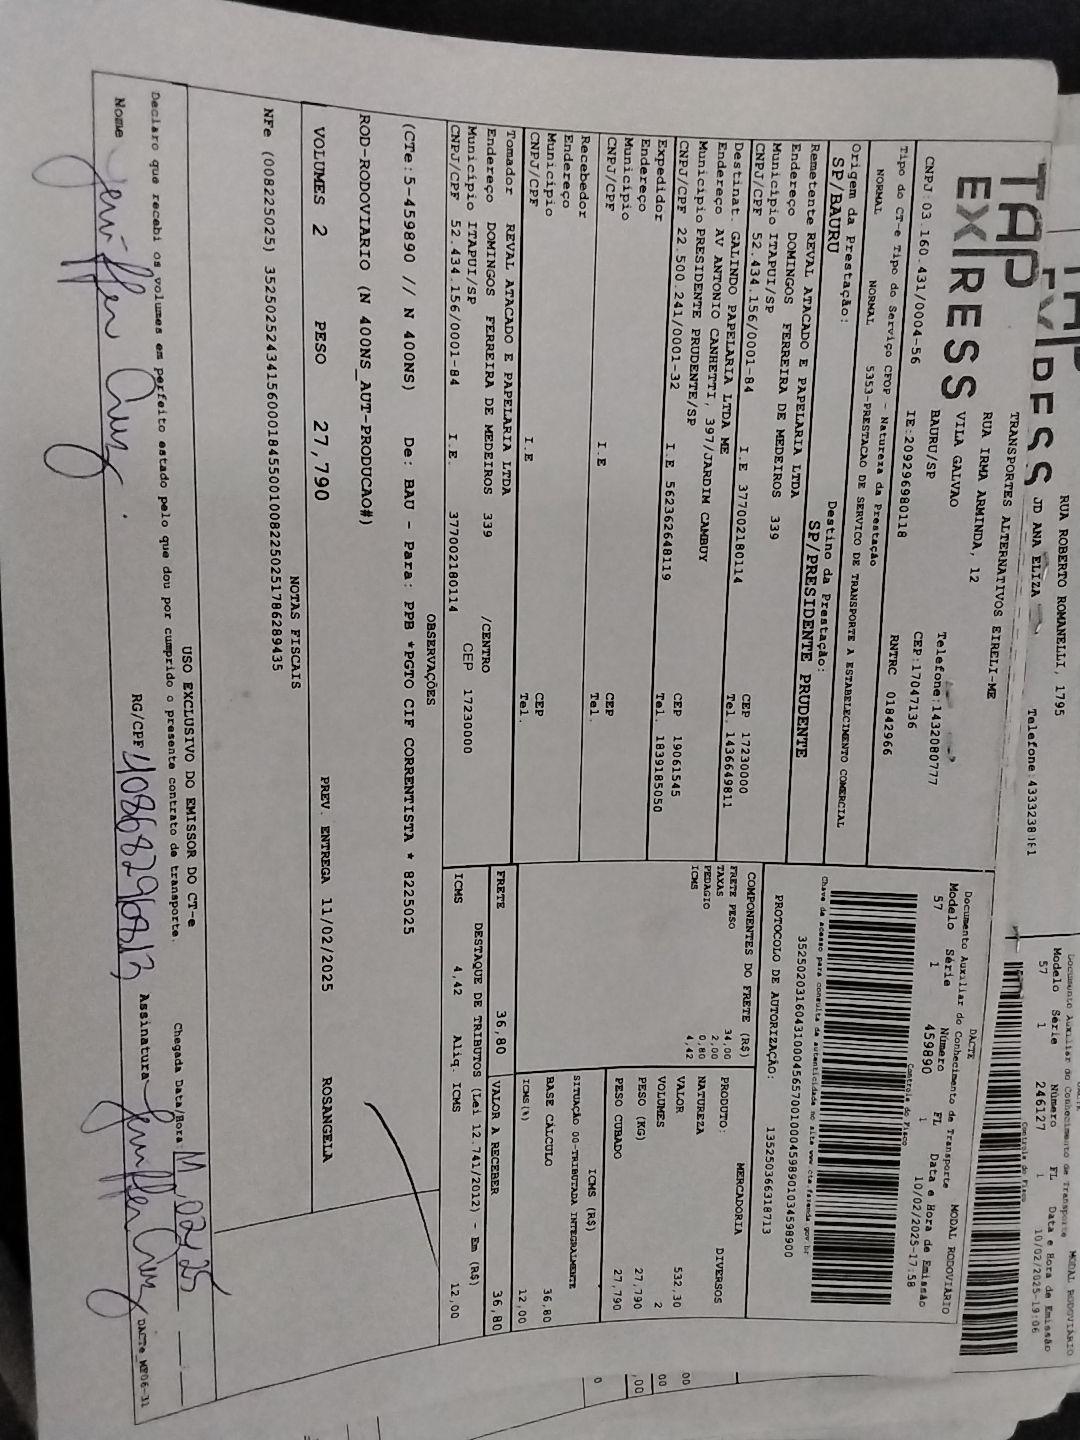 RUA ROBERTO ROMANELLI, 1795
JD ANA ELIZA
Modelo Série Número FL Data e Hora de Emissão
57 1 246127 1 10/02/2025-19:06
Controle do Fisco
TAP
EXPRESS
TRANSPORTES ALTERNATIVOS EIRELI-ME
RUA IRMA ARMINDA, 12
VILA GALVAO
BAURU/SP
Telefone:1432080777
CEP:17047136
CNPJ:03.160.431/0004-56 IE:209296980118 RNTRC 01842966
DACTE
Documento Auxiliar do Conhecimento de Transporte MODAL RODOVIÁRIO
Modelo Série Número FL Data e Hora de Emissão
57 1 459890 1 10/02/2025-17:58
Controle do Fisco
Chave de acesso para consulta de autenticidade no site www.cte.fazenda.gov.br
PROTOCOLO DE AUTORIZAÇÃO: 135250366318713
Tipo do CT-e Tipo do Serviço CFOP - Natureza da Prestação
NORMAL NORMAL 5353-PRESTACAO DE SERVICO DE TRANSPORTE A ESTABELECIMENTO COMERCIAL
Origem da Prestação: Destino da Prestação:
SP/BAURU SP/PRESIDENTE PRUDENTE
Remetente REVAL ATACADO E PAPELARIA LTDA
Endereço DOMINGOS FERREIRA DE MEDEIROS 339
Município ITAPUI/SP CEP 17230000
CNPJ/CPF 52.434.156/0001-84 I.E 377002180114 Tel. 1436649811
Destinat. GALINDO PAPELARIA LTDA ME
Endereço AV ANTONIO CANHETTI, 397/JARDIM CAMBUY
Município PRESIDENTE PRUDENTE/SP CEP 19061545
CNPJ/CPF 22.500.241/0001-32 I.E 562362648119 Tel. 1839185050
Expedidor
Endereço
Município CEP
CNPJ/CPF I.E Tel.
Recebedor
Endereço
Município CEP
CNPJ/CPF I.E Tel.
Tomador REVAL ATACADO E PAPELARIA LTDA
Endereço DOMINGOS FERREIRA DE MEDEIROS 339 /CENTRO
Município ITAPUI/SP CEP 17230000
CNPJ/CPF 52.434.156/0001-84 I.E. 377002180114
COMPONENTES DO FRETE (R$)
FRETE PESO 34,00
TAXAS 2,00
PEDAGIO 0,80
ICMS 4,42
MERCADORIA
PRODUTO: DIVERSOS
NATUREZA
VALOR 532,30
VOLUMES 2
PESO (KG) 27,790
PESO CUBADO 27,790
ICMS (R$)
SITUAÇÃO 00-TRIBUTADA INTEGRALMENTE
BASE CÁLCULO 36,80
ICMS (%) 12,00
FRETE 36,80 VALOR A RECEBER 36,80
DESTAQUE DE TRIBUTOS (Lei 12.741/2012) - Em (R$)
ICMS 4,42 Aliq. ICMS 12,00
OBSERVAÇÕES
(CTe:5-459890 // N 400NS) De: BAU - Para: PPB *PGTO CIF CORRENTISTA * 8225025
ROD-RODOVIARIO (N 400NS_AUT-PRODUCAO#)
VOLUMES 2 PESO 27,790 PREV. ENTREGA 11/02/2025 ROSANGELA
NOTAS FISCAIS
USO EXCLUSIVO DO EMISSOR DO CT-e
Declaro que recebi os volumes em perfeito estado pelo que dou por cumprido o presente contrato de transporte.
Chegada Data/Hora 11.02.25
Nome Jeniffer Cruz. RG/CPF Assinatura Jeniffer Cruz